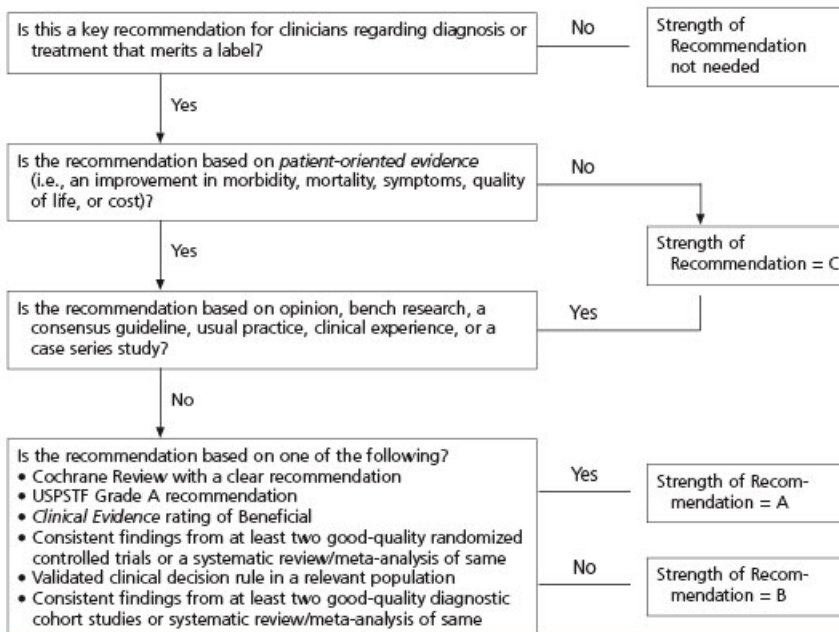 Is this a key recommendation for clinicians regarding diagnosis or
treatment that merits a label?
No
Strength of
Recommendation
not needed
Yes
Is the recommendation based on patient-oriented evidence
(i.e., an improvement in morbidity, mortality, symptoms, quality
of life, or cost)?
No
Yes
Strength of
Recommendation = C
Is the recommendation based on opinion, bench research, a
consensus guideline, usual practice, clinical experience, or a
case series study?
Yes
No
Is the recommendation based on one of the following?
• Cochrane Review with a clear recommendation
• USPSTF Grade A recommendation
• Clinical Evidence rating of Beneficial
• Consistent findings from at least two good-quality randomized
controlled trials or a systematic review/meta-analysis of same
• Validated clinical decision rule in a relevant population
• Consistent findings from at least two good-quality diagnostic
cohort studies or systematic review/meta-analysis of same
Yes
Strength of Recom-
mendation = A
No
Strength of Recom-
mendation = B